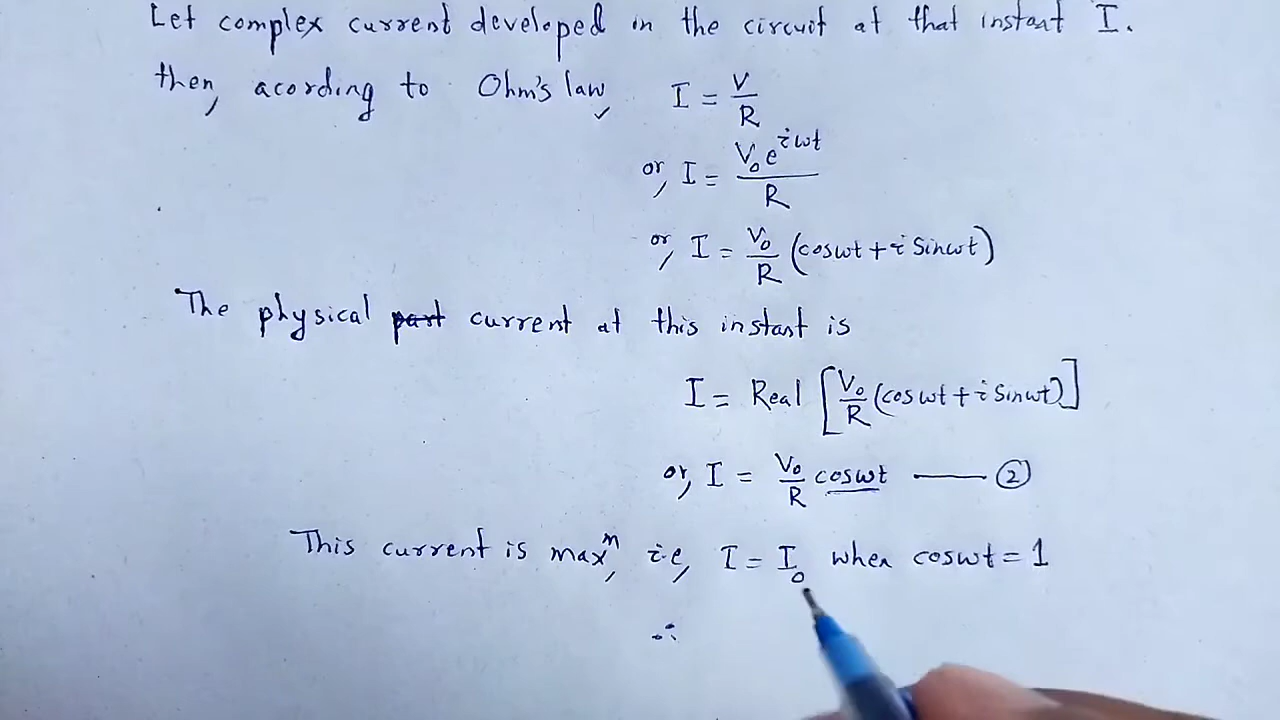 Let complex current developed in the circuit at that instant I.
then, acording to Ohm's law, I = V/R
or, I = V₀e^{iωt}/R
or, I = V₀/R (cosωt + i Sinωt)
The physical part current at this instant is
I = Real [V₀/R (cosωt + i Sinωt)]
or, I = V₀/R cosωt —— ②
This current is maxᵐ, i.e, I = I₀ when cosωt = 1
∴